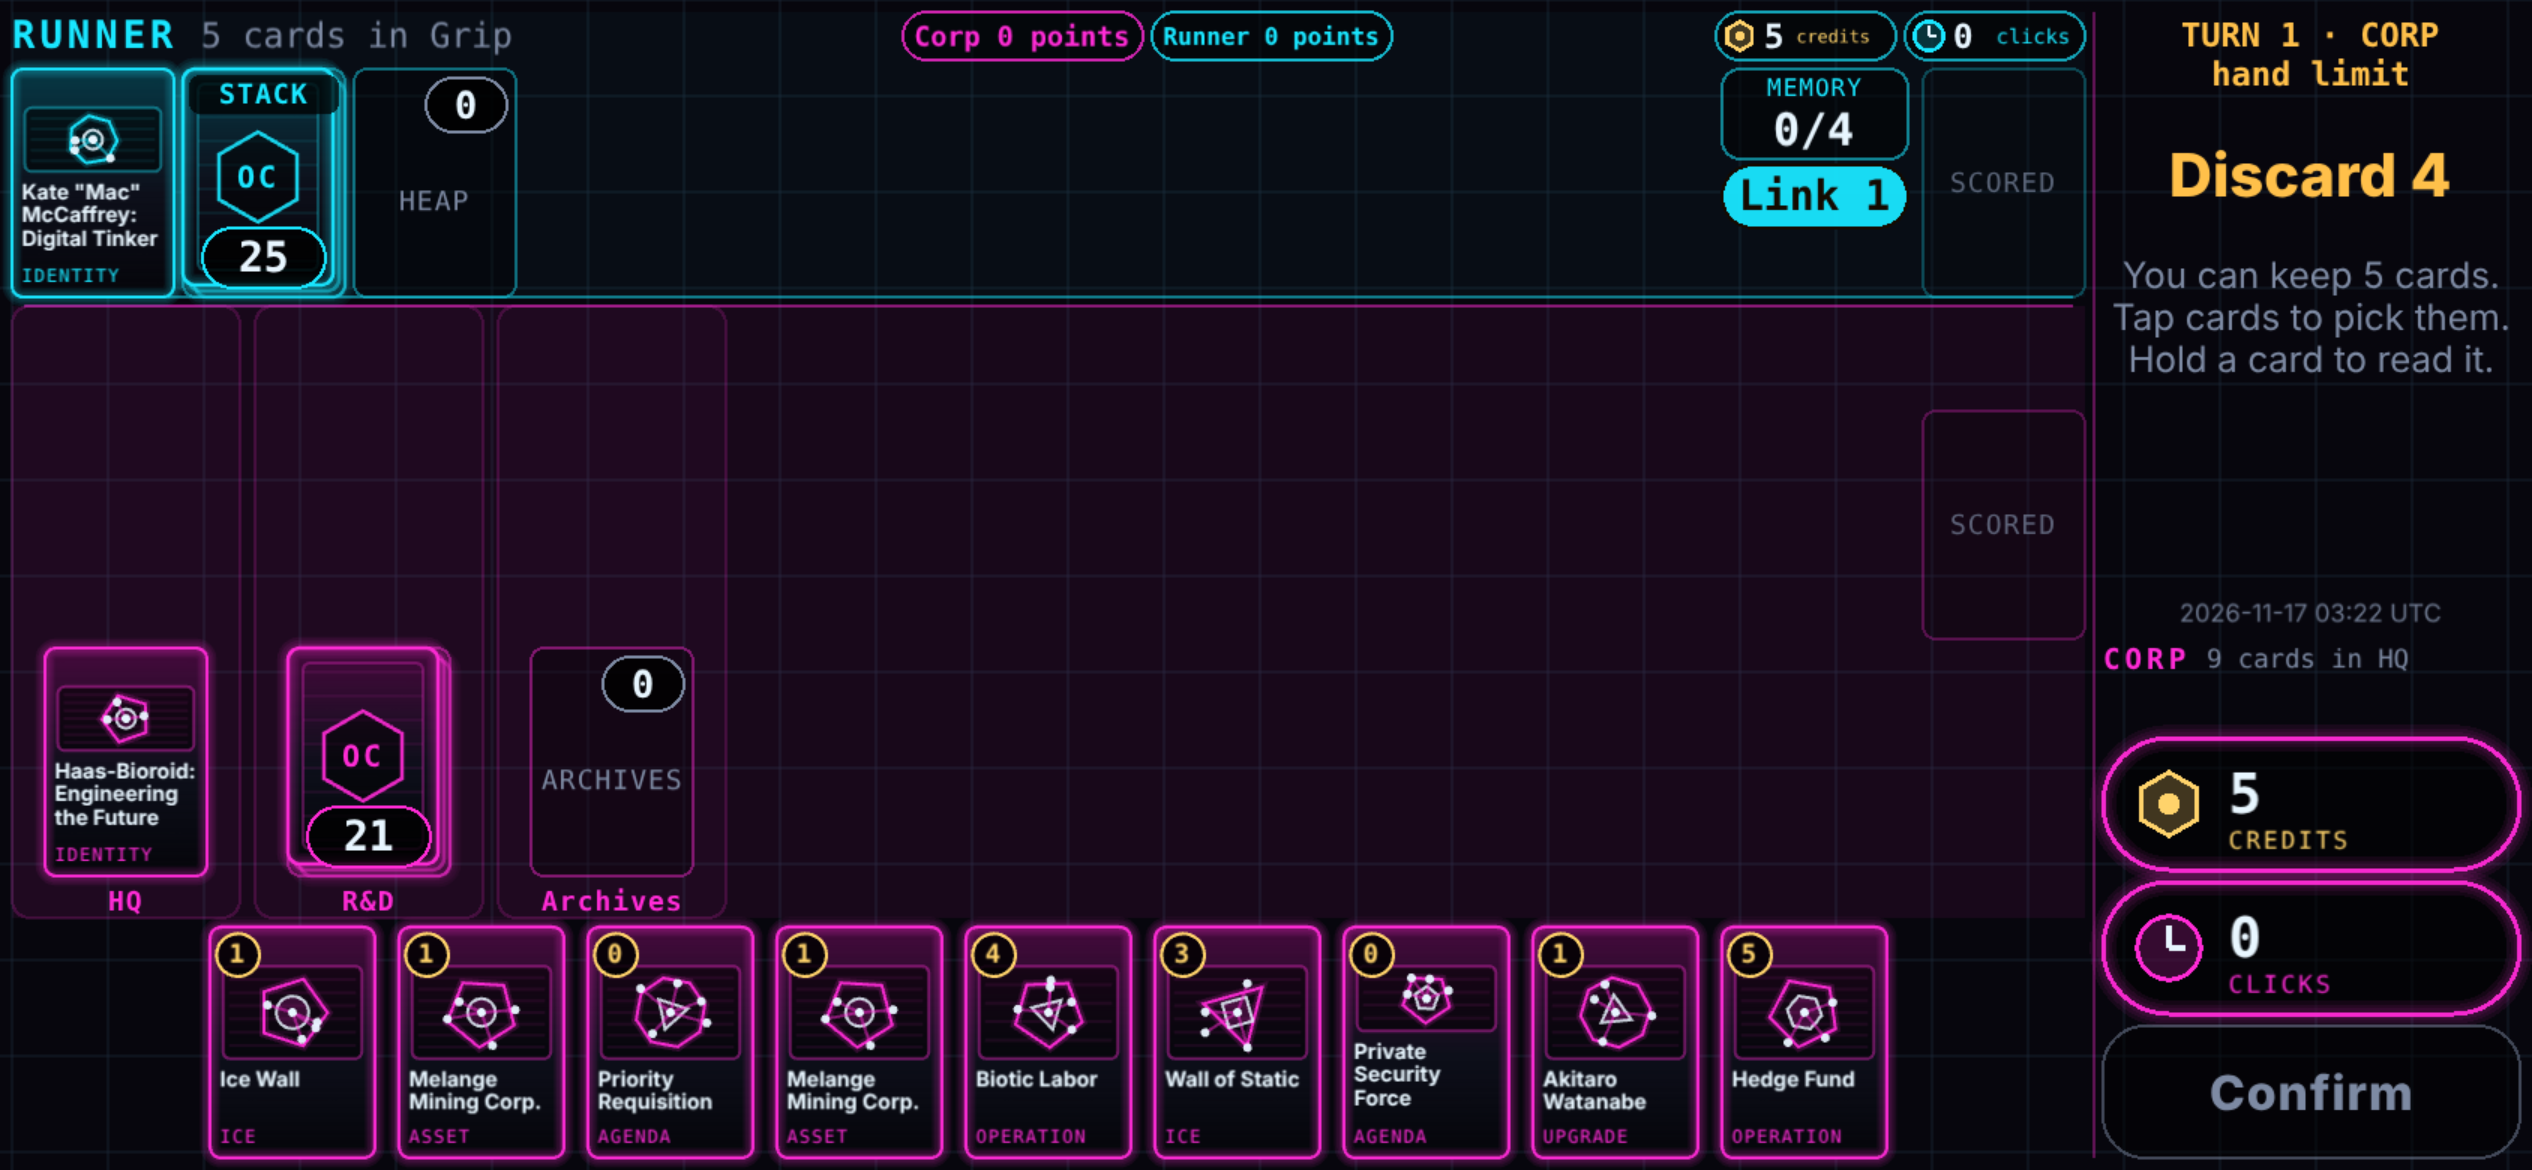 RUNNER 5 cards in Grip
Corp 0 points
Runner 0 points
5 credits
0 clicks
TURN 1 · CORP
hand limit
Kate "Mac"
McCaffrey:
Digital Tinker
IDENTITY
STACK
OC
25
0
HEAP
MEMORY
0/4
Link 1
SCORED
Discard 4
You can keep 5 cards.
Tap cards to pick them.
Hold a card to read it.
SCORED
2026-11-17 03:22 UTC
CORP 9 cards in HQ
Haas-Bioroid:
Engineering
the Future
IDENTITY
HQ
OC
21
R&D
0
ARCHIVES
Archives
5
CREDITS
0
CLICKS
Confirm
1
Ice Wall
ICE
1
Melange
Mining Corp.
ASSET
0
Priority
Requisition
AGENDA
1
Melange
Mining Corp.
ASSET
4
Biotic Labor
OPERATION
3
Wall of Static
ICE
0
Private
Security
Force
AGENDA
1
Akitaro
Watanabe
UPGRADE
5
Hedge Fund
OPERATION